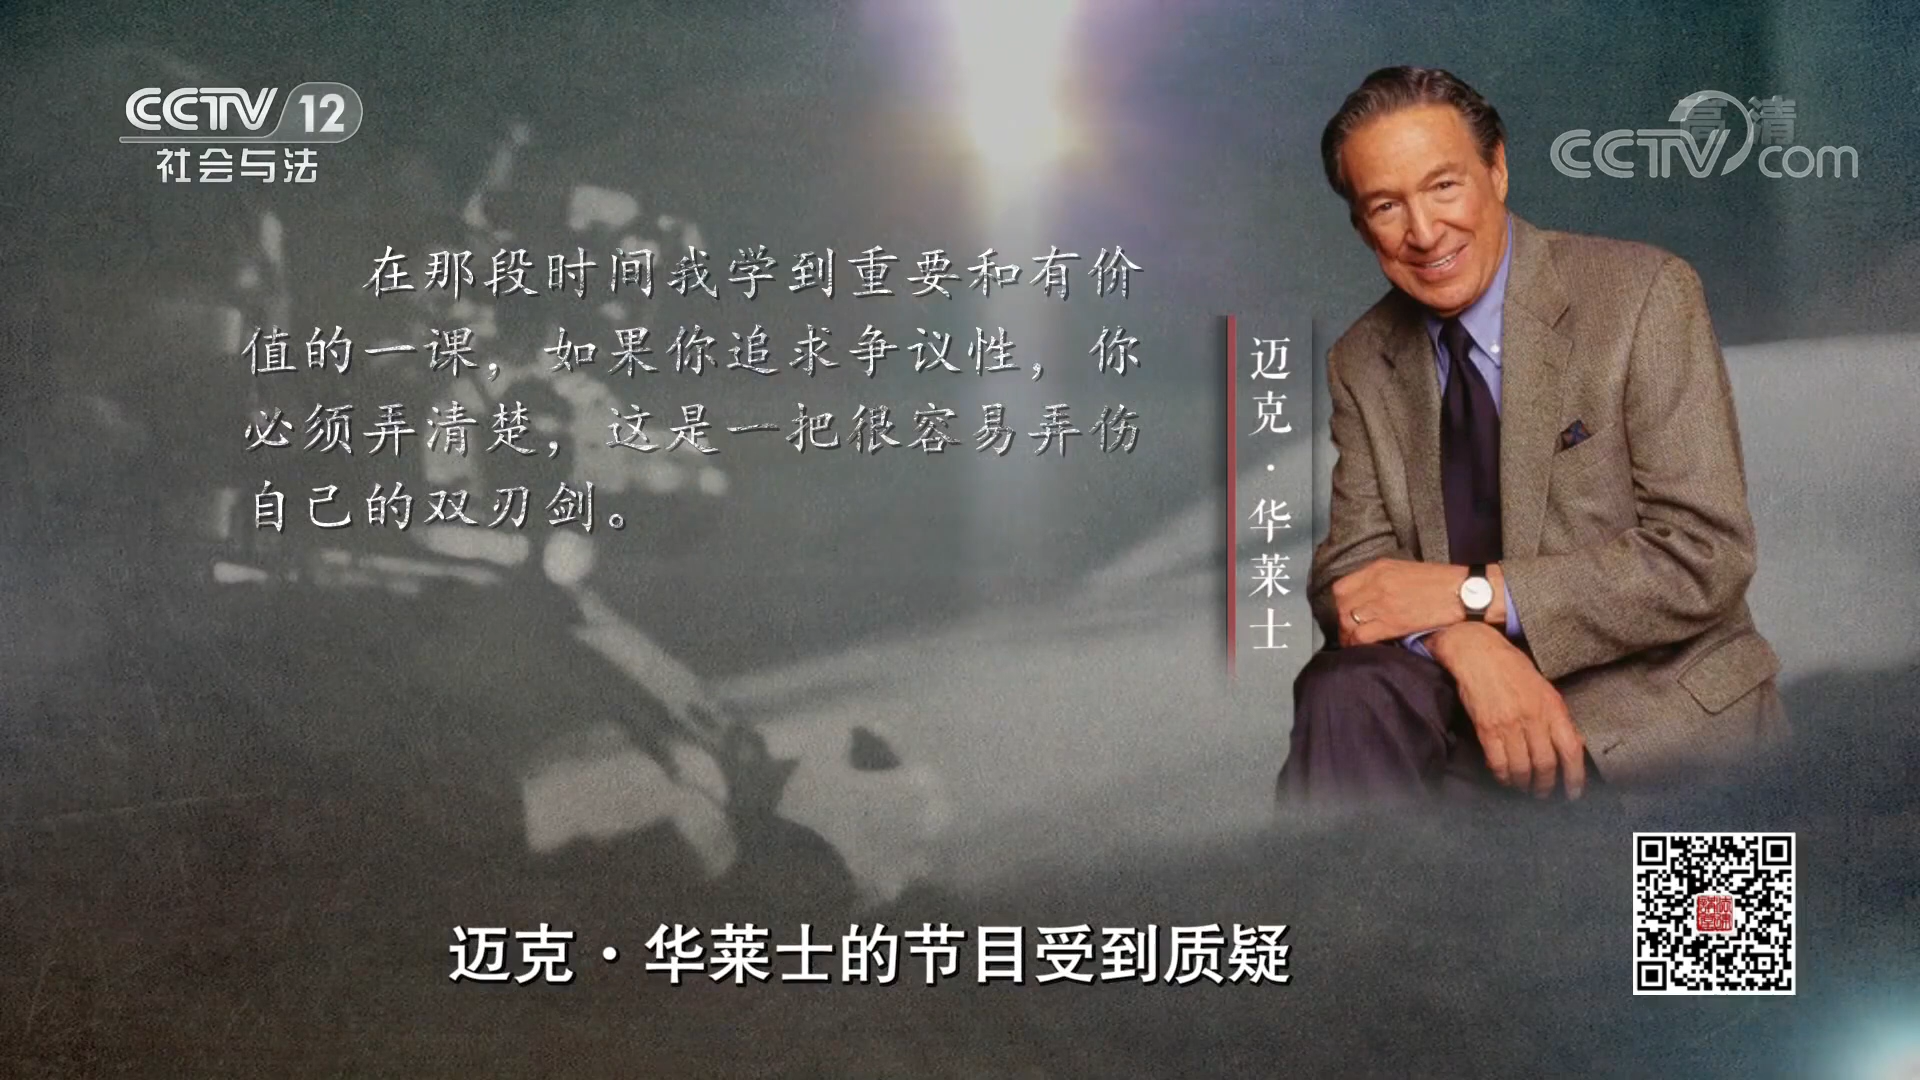 CCTV 12
社会与法
高清
CCTV com
在那段时间我学到重要和有价
值的一课，如果你追求争议性，你
必须弄清楚，这是一把很容易弄伤
自己的双刃剑。
迈克·华莱士
迈克·华莱士的节目受到质疑